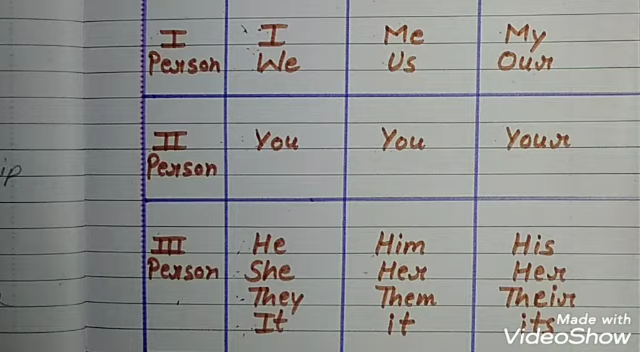 I I Me My
Person We Us Our
II You You Your
Person
III He Him His
Person She Her Her
They Them Their
It it its
ip
Made with
VideoShow